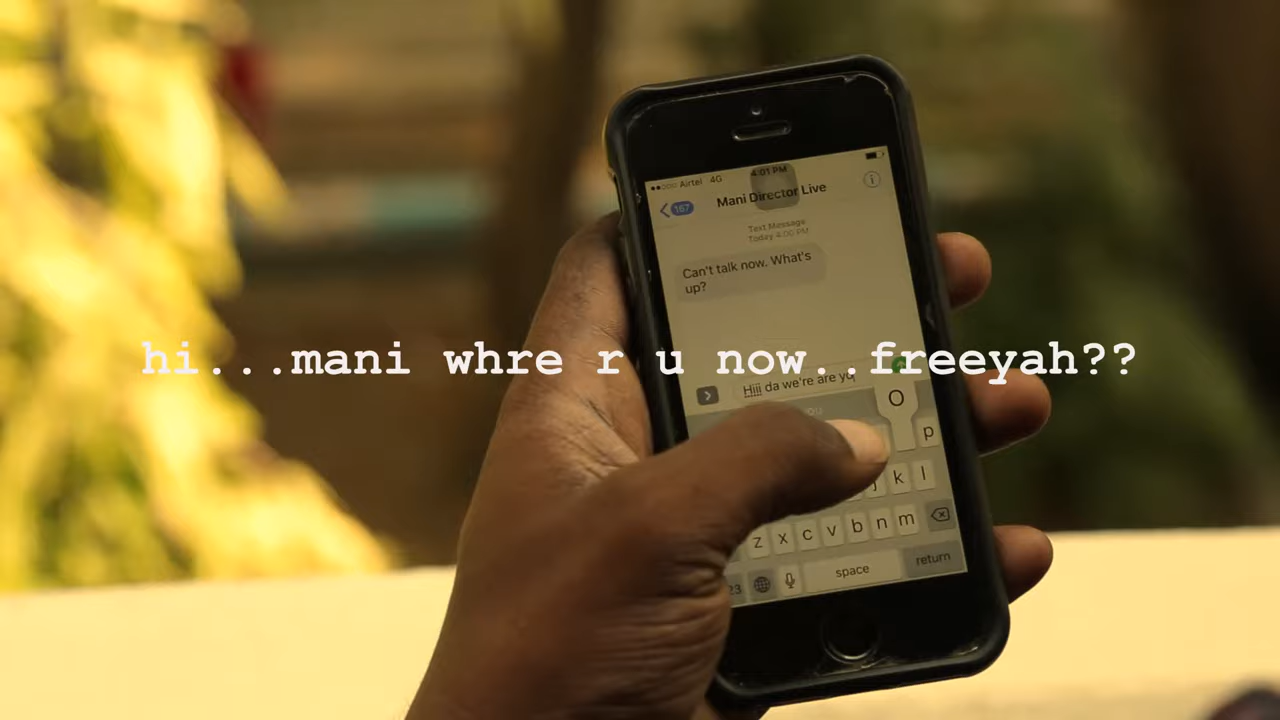 Airtel 4G 4:01 PM
167 Mani Director Live
Text Message
Today 4:00 PM
Can't talk now. What's
up?
hi...mani whre r u now..freeyah??
Hiii da we're are yo
O
p
j k l
z x c v b n m
23 space return